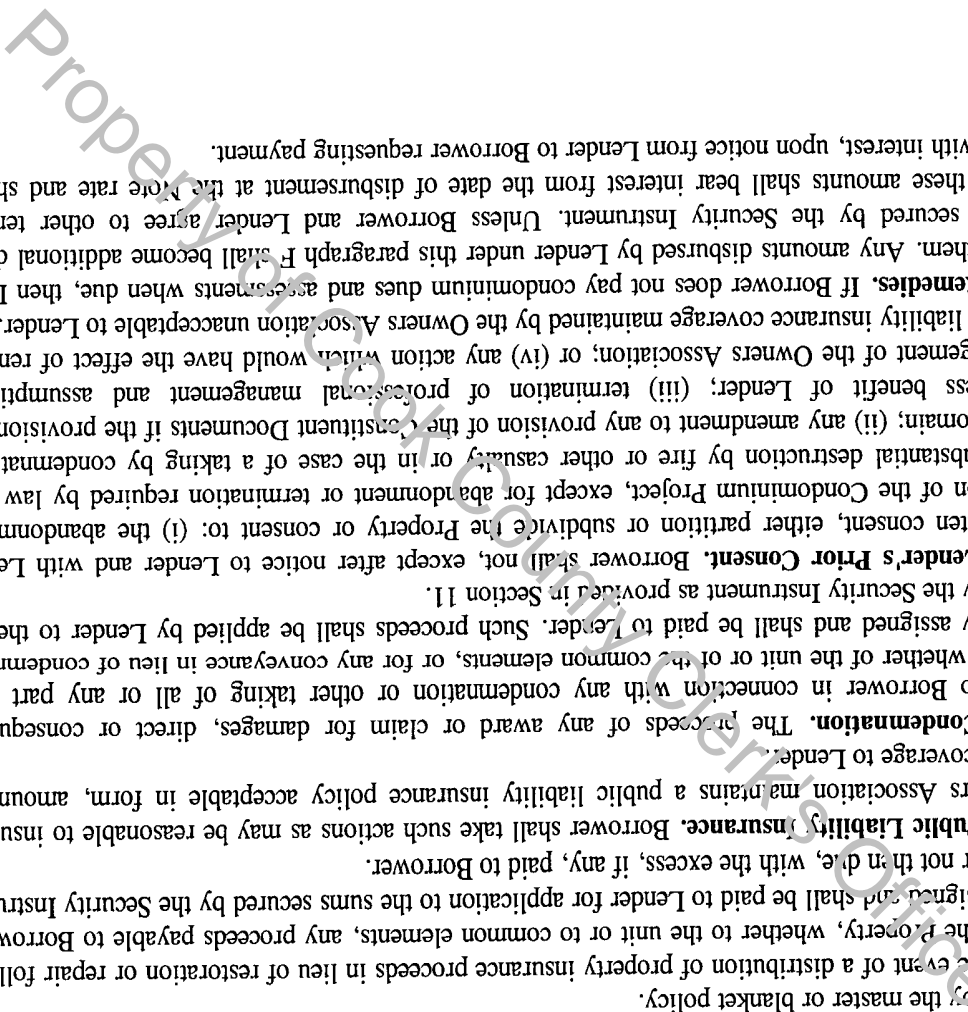 by the master or blanket policy.
event of a distribution of property insurance proceeds in lieu of restoration or repair foll
Property, whether to the unit or to common elements, any proceeds payable to Borrow
and shall be paid to Lender for application to the sums secured by the Security Instru
r not then due, with the excess, if any, paid to Borrower.
Public Liability Insurance. Borrower shall take such actions as may be reasonable to insu
rs Association maintains a public liability insurance policy acceptable in form, amoun
coverage to Lender.
Condemnation. The proceeds of any award or claim for damages, direct or consequ
o Borrower in connection with any condemnation or other taking of all or any part
whether of the unit or of the common elements, or for any conveyance in lieu of condemn
y assigned and shall be paid to Lender. Such proceeds shall be applied by Lender to the
y the Security Instrument as provided in Section 11.
Lender's Prior Consent. Borrower shall not, except after notice to Lender and with Le
ten consent, either partition or subdivide the Property or consent to: (i) the abandonm
n of the Condominium Project, except for abandonment or termination required by law
ubstantial destruction by fire or other casualty or in the case of a taking by condemnat
omain; (ii) any amendment to any provision of the Constituent Documents if the provision
ss benefit of Lender; (iii) termination of professional management and assumpti
gement of the Owners Association; or (iv) any action which would have the effect of ren
liability insurance coverage maintained by the Owners Association unacceptable to Lender.
emedies. If Borrower does not pay condominium dues and assessments when due, then L
hem. Any amounts disbursed by Lender under this paragraph F shall become additional d
secured by the Security Instrument. Unless Borrower and Lender agree to other ter
these amounts shall bear interest from the date of disbursement at the Note rate and sh
with interest, upon notice from Lender to Borrower requesting payment.
Property of Cook County Clerk's Office